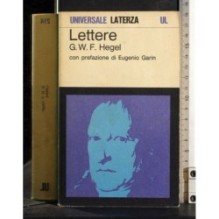 UNIVERSALE LATERZA UL
Lettere
G. W. F. Hegel
con prefazione di Eugenio Garin